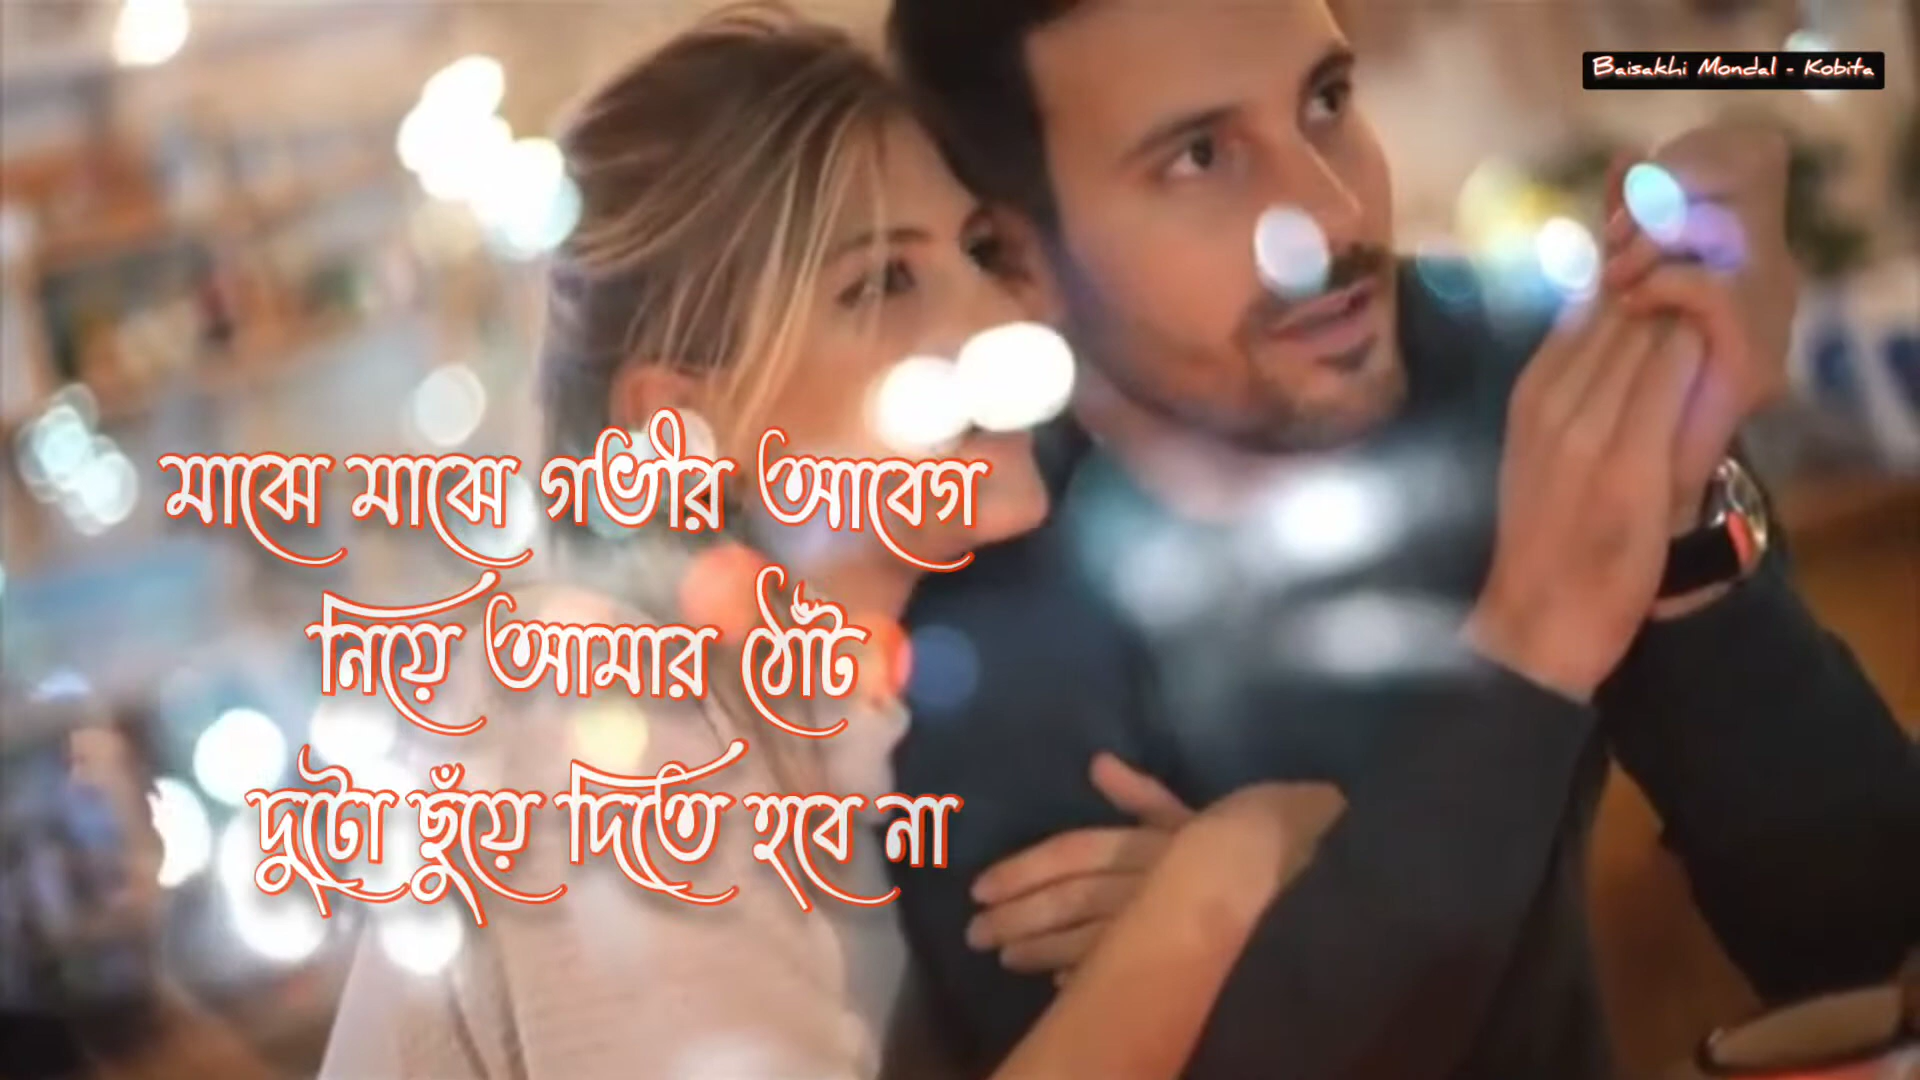 Baisakhi Mondal - Kobita
মাঝে মাঝে গভীর আবেগ
নিয়ে আমার ঠোঁট
দুটো ছুঁয়ে দিতে হবে না